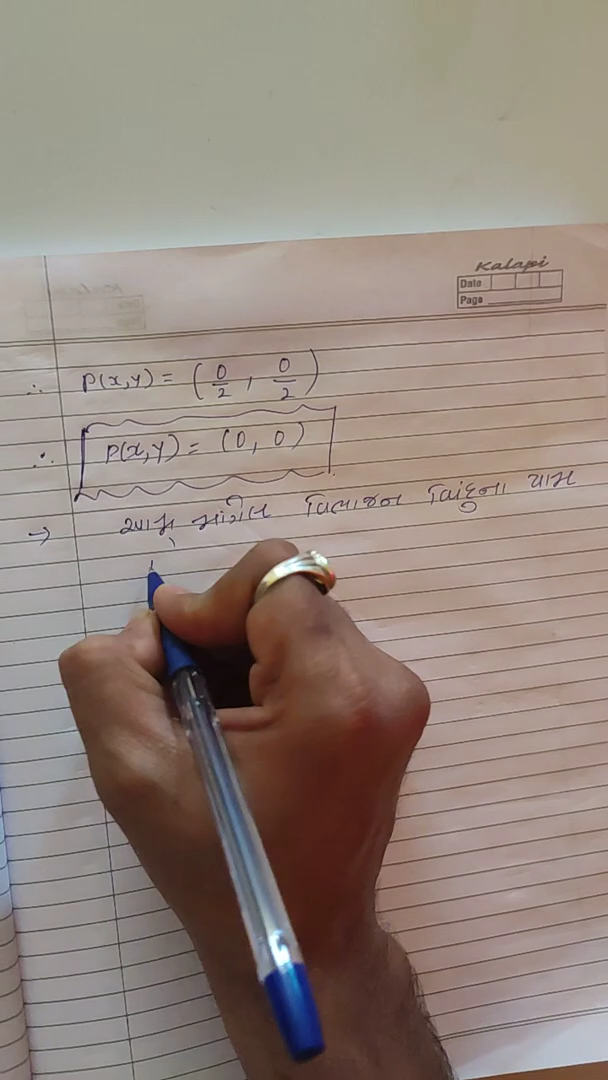 Kalapi
Date
Page
∴ P(x,y) = (0/2, 0/2)
∴ P(x,y) = (0, 0)
→ આમ માંગેલ વિભાજન બિંદુના યામ